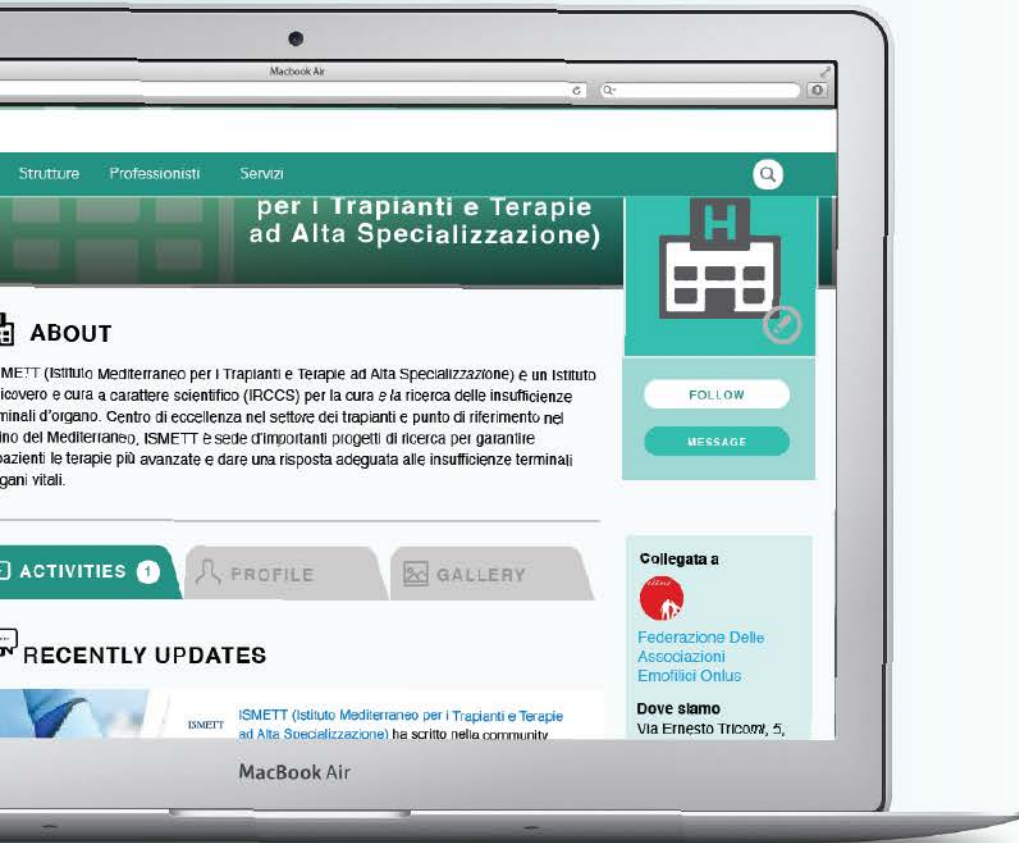 Macbook Air
Strutture Professionisti Servizi
per i Trapianti e Terapie
ad Alta Specializzazione)
H
ABOUT
SMETT (Istituto Mediterraneo per i Trapianti e Terapie ad Alta Specializzazione) è un Istituto
icovero e cura a carattere scientifico (IRCCS) per la cura e la ricerca delle insufficienze
minali d'organo. Centro di eccellenza nel settore dei trapianti e punto di riferimento nel
ino del Mediterraneo, ISMETT è sede d'importanti progetti di ricerca per garantire
pazienti le terapie più avanzate e dare una risposta adeguata alle insufficienze terminali
gani vitali.
FOLLOW
MESSAGE
ACTIVITIES 1 PROFILE GALLERY
RECENTLY UPDATES
ISMETT
ISMETT (Istituto Mediterraneo per i Trapianti e Terapie
ad Alta Specializzazione) ha scritto nella community
Collegata a
Federazione Delle
Associazioni
Emofilici Onlus
Dove siamo
Via Ernesto Tricomi, 5,
MacBook Air